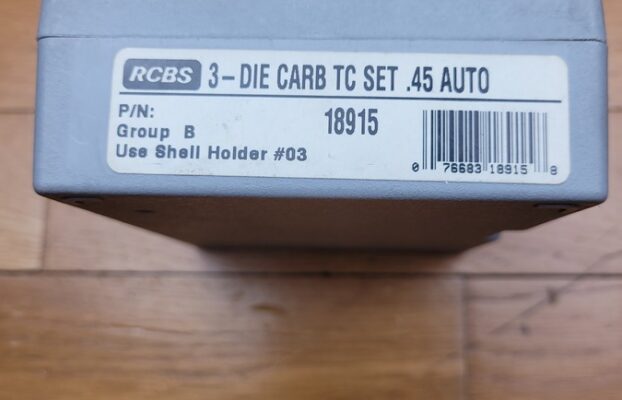 RCBS 3-DIE CARB TC SET .45 AUTO
P/N: 18915
Group B
Use Shell Holder #03
0 76683 18915 8